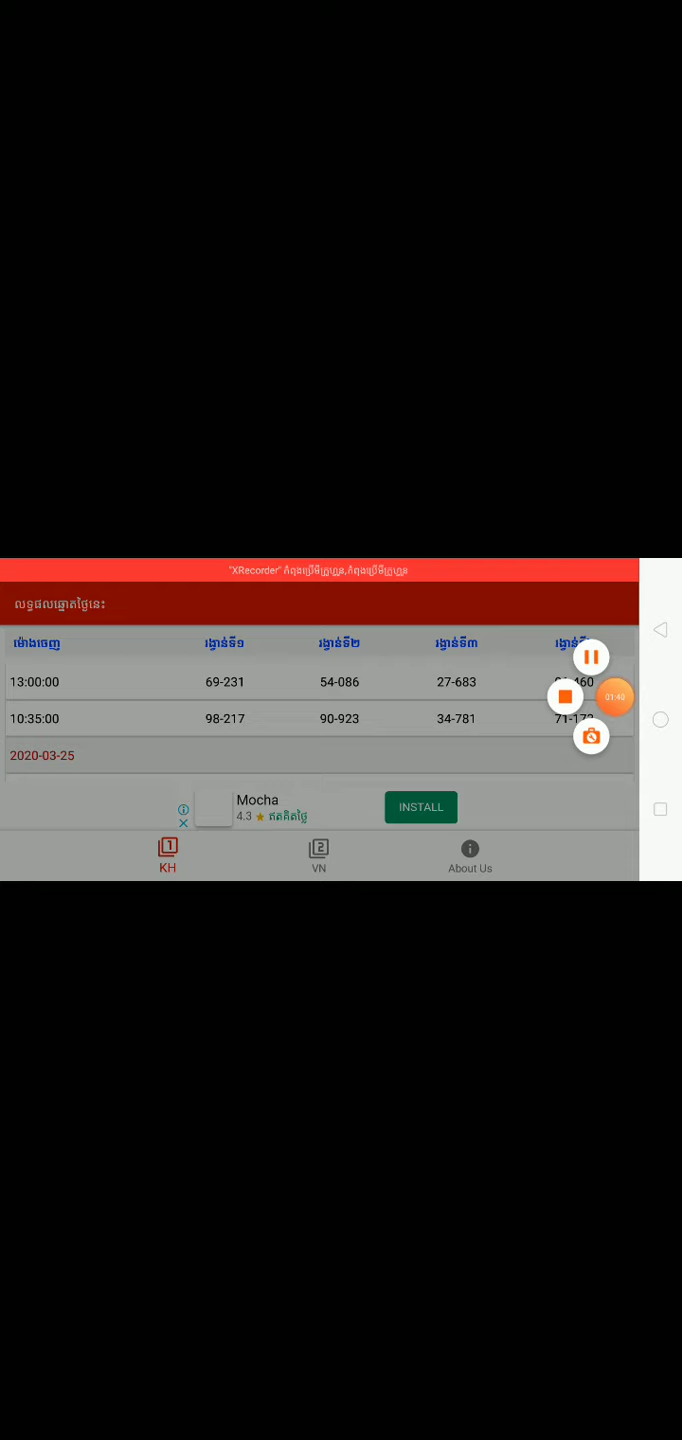 "XRecorder" កំពុងប្រើមីក្រូហ្វូន,កំពុងប្រើមីក្រូហ្វូន
លទ្ធផលឆ្នោតថ្ងៃនេះ
ម៉ោងចេញ រង្វាន់ទី១ រង្វាន់ទី២ រង្វាន់ទី៣
13:00:00 69-231 54-086 27-683
01:40
10:35:00 98-217 90-923 34-781
2020-03-25
Mocha
4.3 ★ ឥតគិតថ្លៃ
INSTALL
KH VN About Us